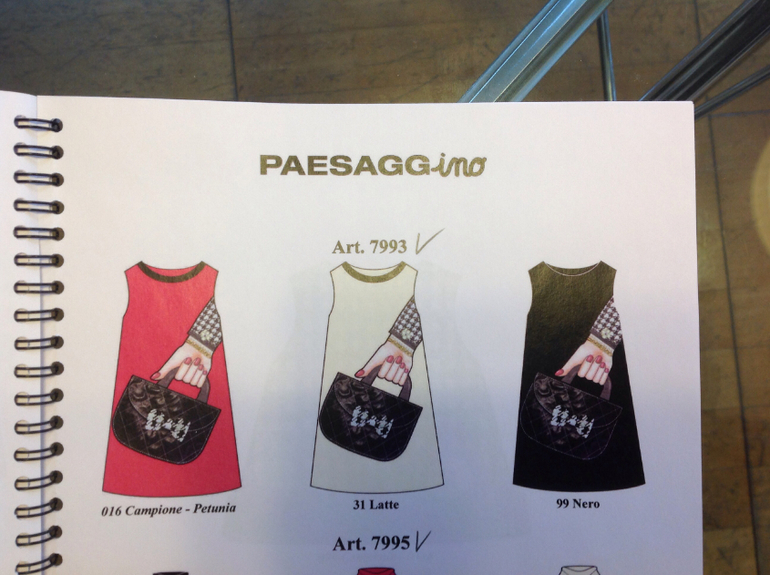 PAESAGGino
Art. 7993
016 Campione - Petunia
31 Latte
99 Nero
Art. 7995